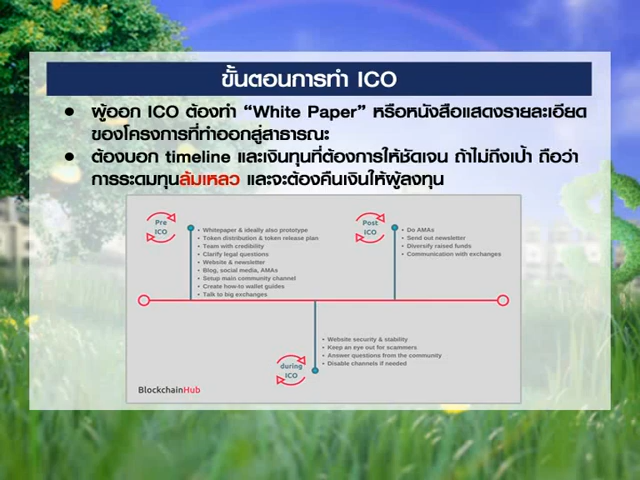 ขั้นตอนการทำ ICO
• ผู้ออก ICO ต้องทำ “White Paper” หรือหนังสือแสดงรายละเอียด
ของโครงการที่ทำออกสู่สาธารณะ
• ต้องบอก timeline และเงินทุนที่ต้องการให้ชัดเจน ถ้าไม่ถึงเป้า ถือว่า
การระดมทุนล้มเหลว และจะต้องคืนเงินให้ผู้ลงทุน
Pre
ICO
• Whitepaper & ideally also prototype
• Token distribution & token release plan
• Team with credibility
• Clarify legal questions
• Website & newsletter
• Blog, social media, AMAs
• Setup main community channel
• Create how-to wallet guides
• Talk to big exchanges
Post
ICO
• Do AMAs
• Send out newsletter
• Diversify raised funds
• Communication with exchanges
during
ICO
• Website security & stability
• Keep an eye out for scammers
• Answer questions from the community
• Disable channels if needed
BlockchainHub